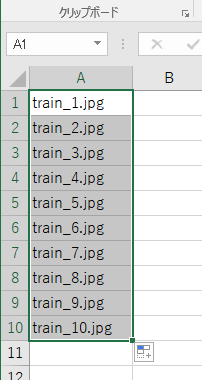 クリップボード
A1
A B
1 train_1.jpg
2 train_2.jpg
3 train_3.jpg
4 train_4.jpg
5 train_5.jpg
6 train_6.jpg
7 train_7.jpg
8 train_8.jpg
9 train_9.jpg
10 train_10.jpg
11
12